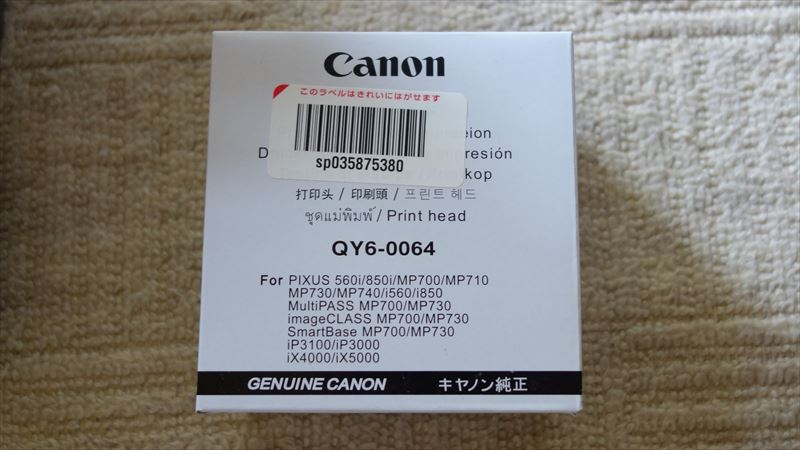 Canon
このラベルはきれいにはがせます
sp035875380
打印头 / 印刷頭 / 프린트 헤드
ชุดแม่พิมพ์ / Print head
QY6-0064
For PIXUS 560i/850i/MP700/MP710
MP730/MP740/i560/i850
MultiPASS MP700/MP730
imageCLASS MP700/MP730
SmartBase MP700/MP730
iP3100/iP3000
iX4000/iX5000
GENUINE CANON キヤノン純正